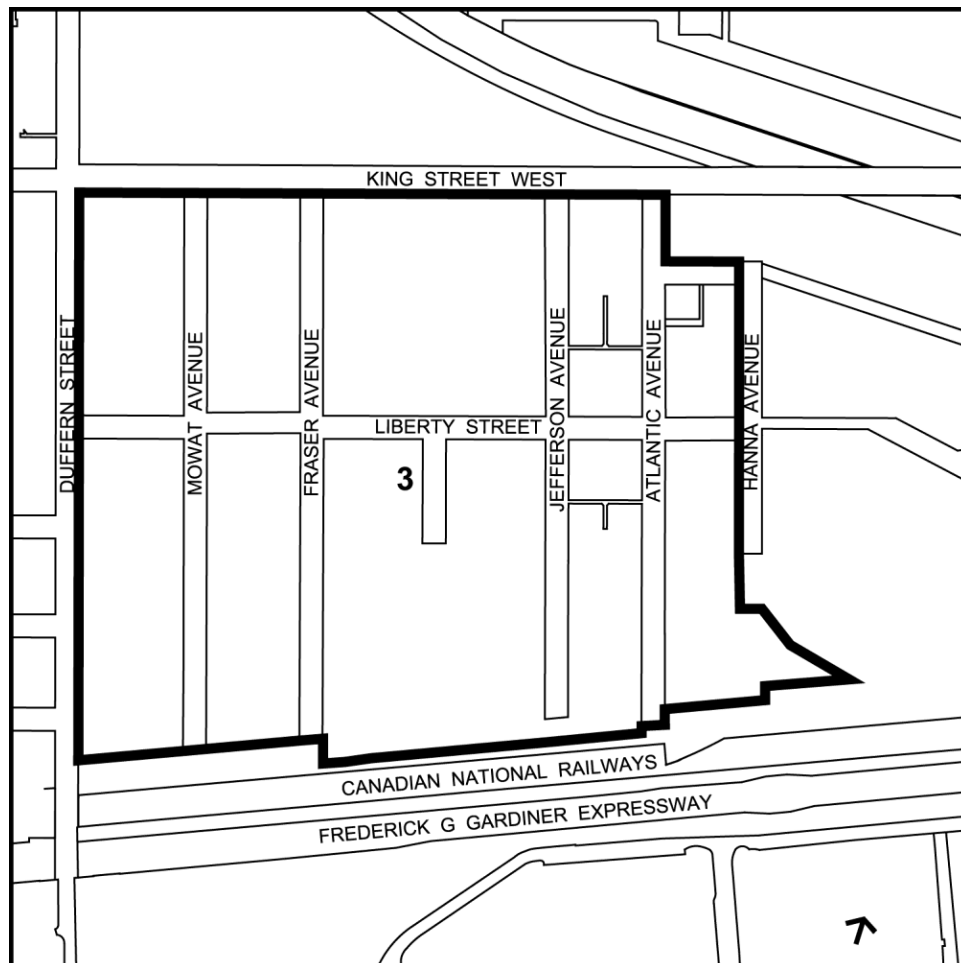 KING STREET WEST
DUFFERN STREET
MOWAT AVENUE
FRASER AVENUE
JEFFERSON AVENUE
ATLANTIC AVENUE
HANNA AVENUE
LIBERTY STREET
3
CANADIAN NATIONAL RAILWAYS
FREDERICK G GARDINER EXPRESSWAY